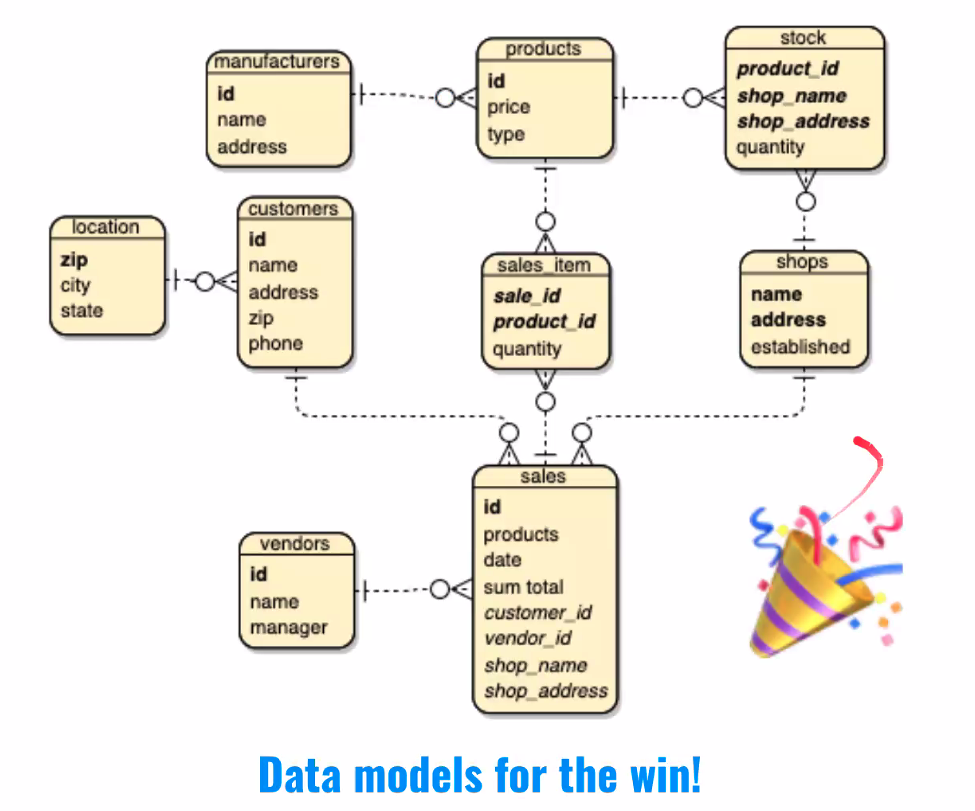 manufacturers
id
name
address
products
id
price
type
stock
product_id
shop_name
shop_address
quantity
location
zip
city
state
customers
id
name
address
zip
phone
sales_item
sale_id
product_id
quantity
shops
name
address
established
vendors
id
name
manager
sales
id
products
date
sum total
customer_id
vendor_id
shop_name
shop_address
Data models for the win!